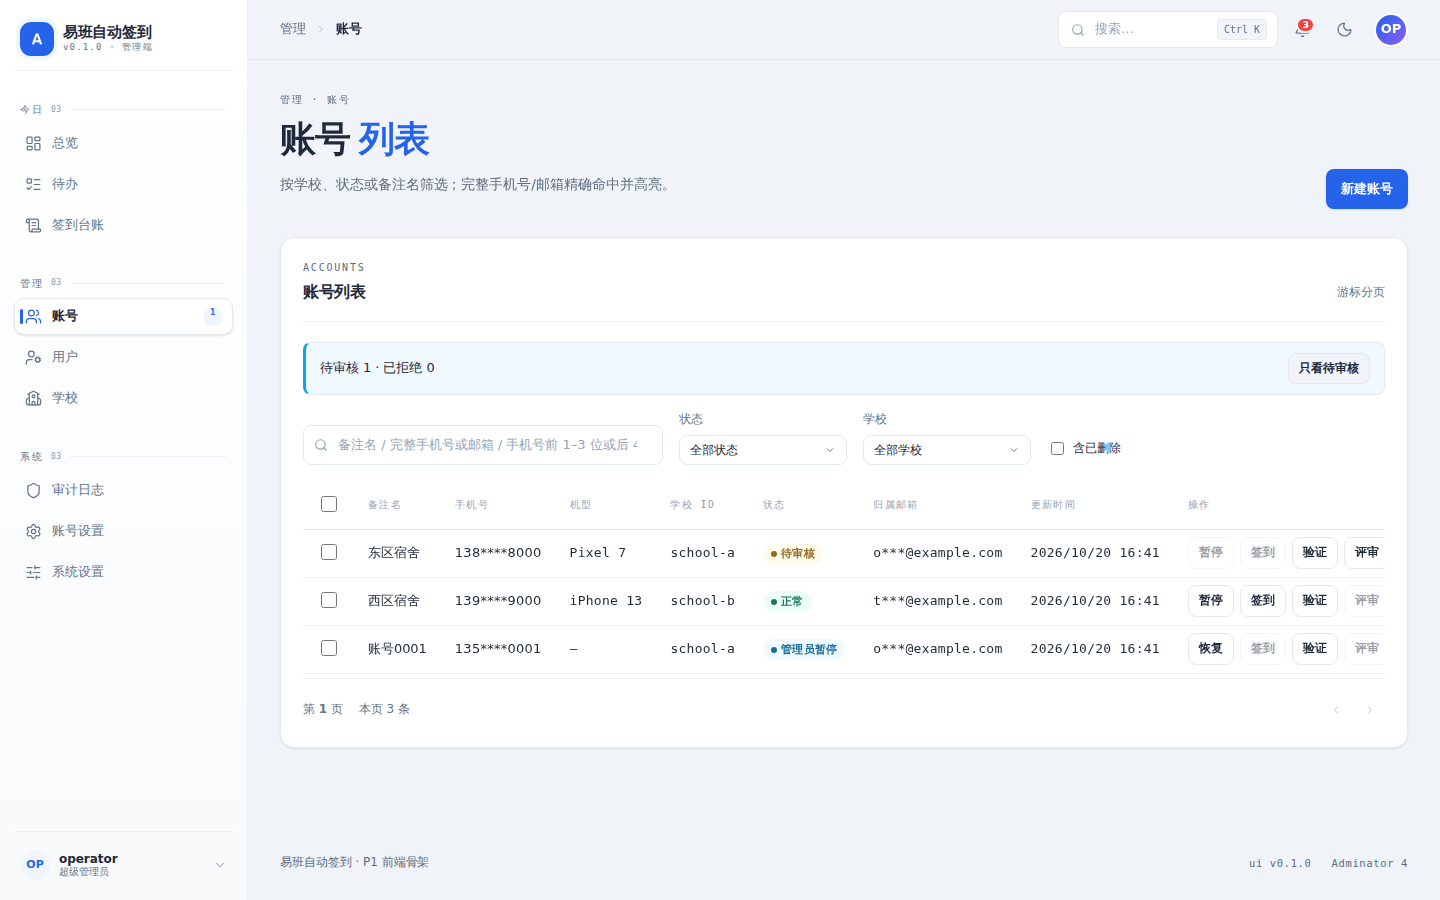 A
易班自动签到
v0.1.0 · 管理端
今日 03
总览
待办
签到台账
管理 03
账号 1
用户
学校
系统 03
审计日志
账号设置
系统设置
OP
operator
超级管理员
管理 › 账号
搜索… Ctrl K
3
OP
管理 · 账号
账号 列表
按学校、状态或备注名筛选；完整手机号/邮箱精确命中并高亮。
新建账号
ACCOUNTS
账号列表
游标分页
待审核 1 · 已拒绝 0
只看待审核
备注名 / 完整手机号或邮箱 / 手机号前 1–3 位或后
状态
全部状态
学校
全部学校
含已删除
备注名 手机号 机型 学校 ID 状态 归属邮箱 更新时间 操作
东区宿舍 138****8000 Pixel 7 school-a 待审核 o***@example.com 2026/10/20 16:41 暂停 签到 验证 评审
西区宿舍 139****9000 iPhone 13 school-b 正常 t***@example.com 2026/10/20 16:41 暂停 签到 验证 评审
账号0001 135****0001 — school-a 管理员暂停 o***@example.com 2026/10/20 16:41 恢复 签到 验证 评审
第 1 页 本页 3 条
‹ ›
易班自动签到 · P1 前端骨架
ui v0.1.0 Adminator 4